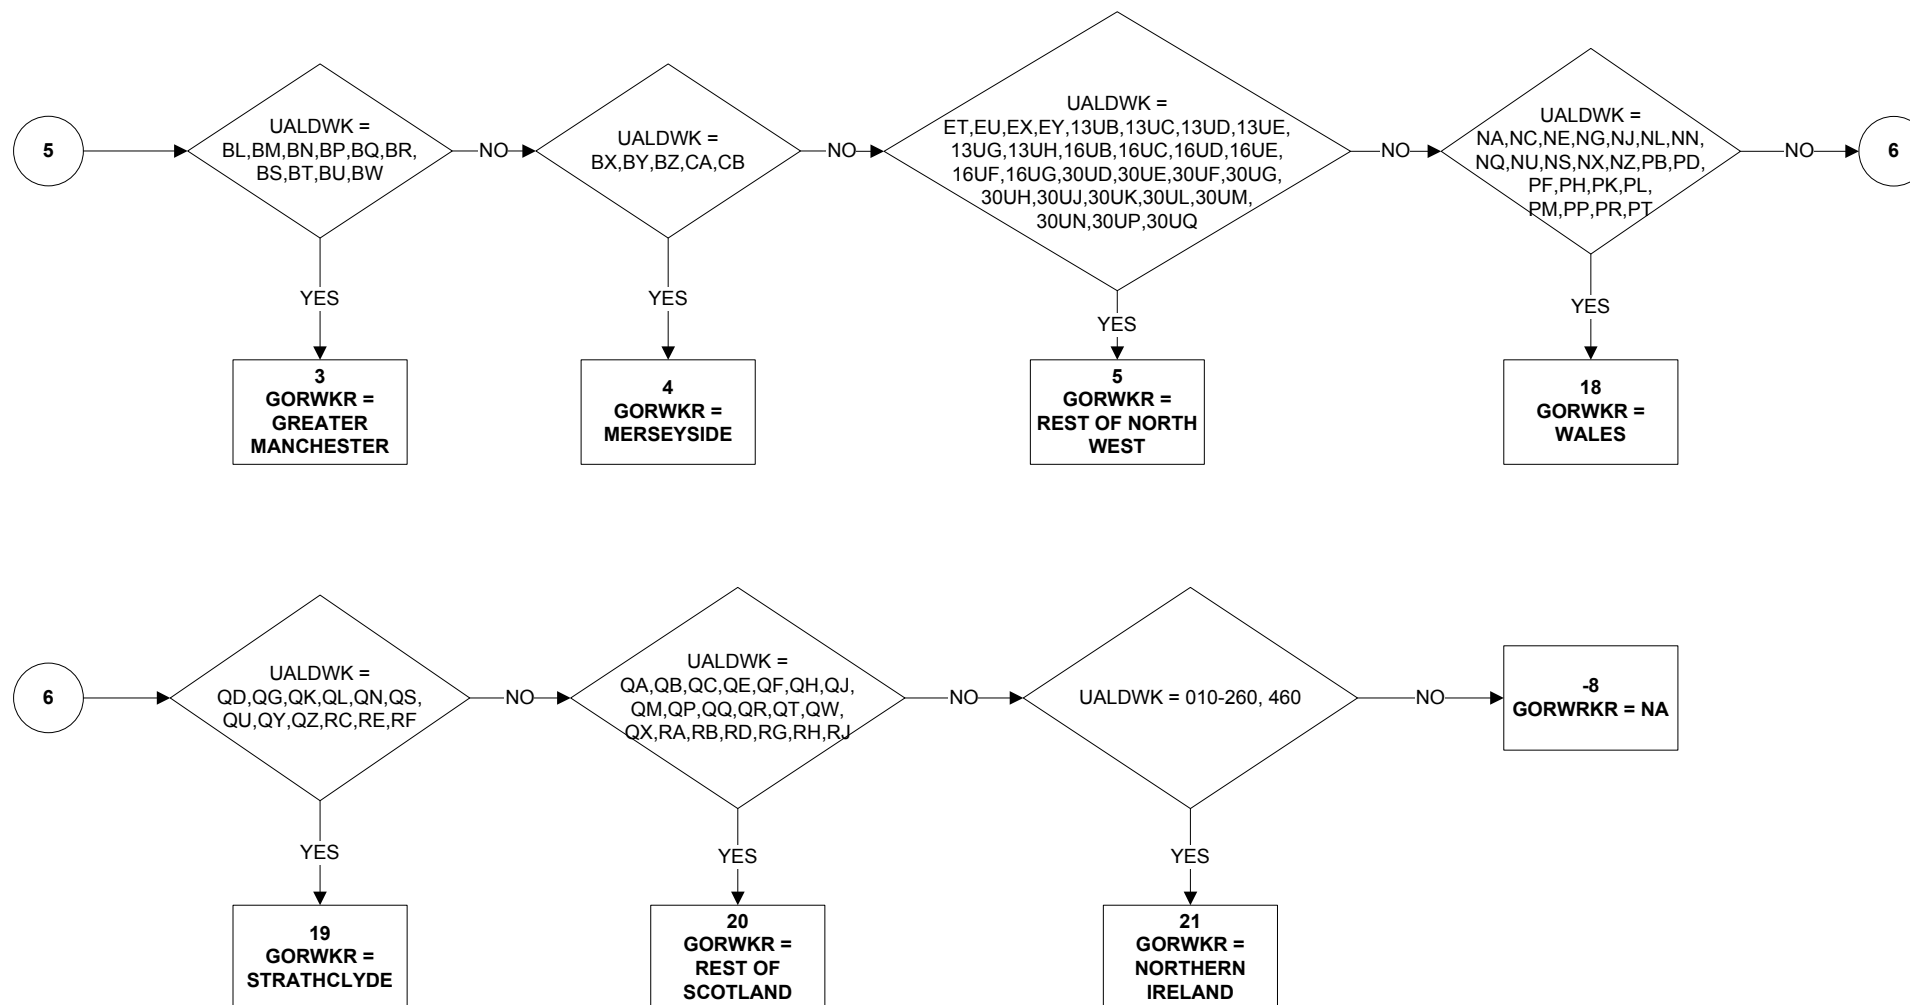 5
UALDWK =
BL,BM,BN,BP,BQ,BR,
BS,BT,BU,BW
NO
UALDWK =
BX,BY,BZ,CA,CB
NO
UALDWK =
ET,EU,EX,EY,13UB,13UC,13UD,13UE,
13UG,13UH,16UB,16UC,16UD,16UE,
16UF,16UG,30UD,30UE,30UF,30UG,
30UH,30UJ,30UK,30UL,30UM,
30UN,30UP,30UQ
NO
UALDWK =
NA,NC,NE,NG,NJ,NL,NN,
NQ,NU,NS,NX,NZ,PB,PD,
PF,PH,PK,PL,
PM,PP,PR,PT
NO
6
YES
YES
YES
YES
3
GORWKR =
GREATER
MANCHESTER
4
GORWKR =
MERSEYSIDE
5
GORWKR =
REST OF NORTH
WEST
18
GORWKR =
WALES
6
UALDWK =
QD,QG,QK,QL,QN,QS,
QU,QY,QZ,RC,RE,RF
NO
UALDWK =
QA,QB,QC,QE,QF,QH,QJ,
QM,QP,QQ,QR,QT,QW,
QX,RA,RB,RD,RG,RH,RJ
NO
UALDWK = 010-260, 460
NO
-8
GORWRKR = NA
YES
YES
YES
19
GORWKR =
STRATHCLYDE
20
GORWKR =
REST OF
SCOTLAND
21
GORWKR =
NORTHERN
IRELAND